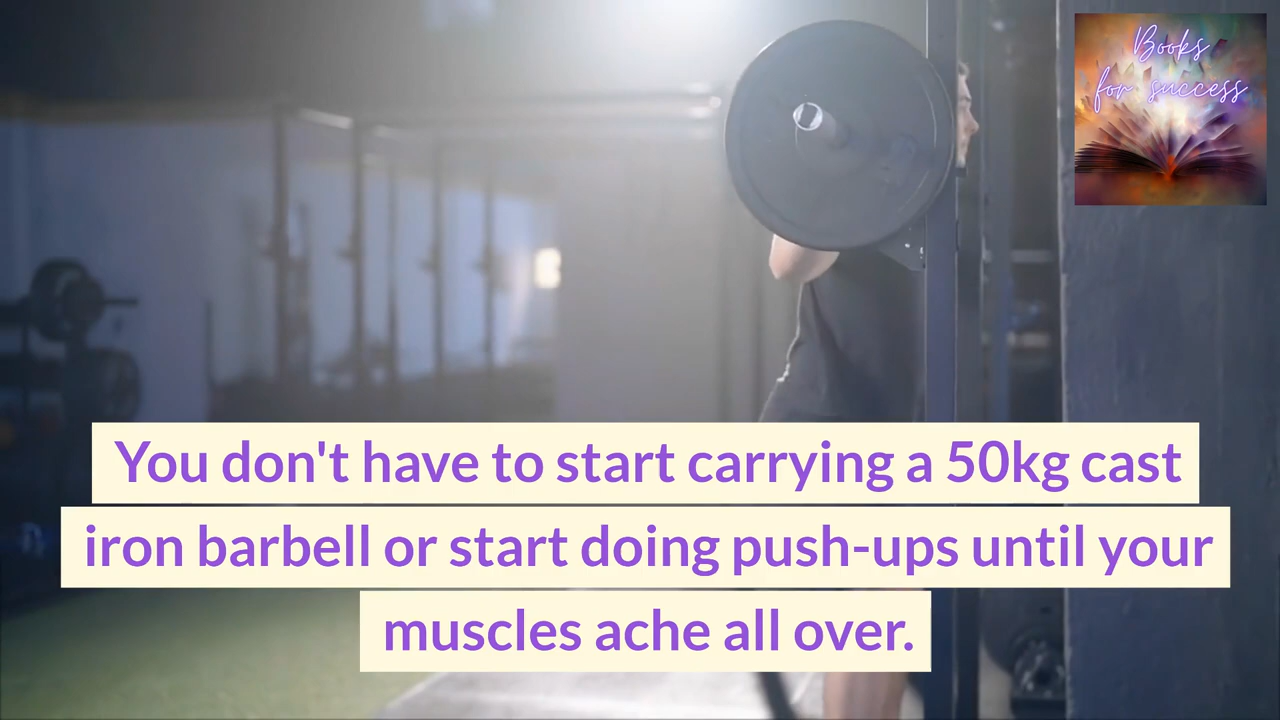 Books
for success
You don't have to start carrying a 50kg cast
iron barbell or start doing push-ups until your
muscles ache all over.